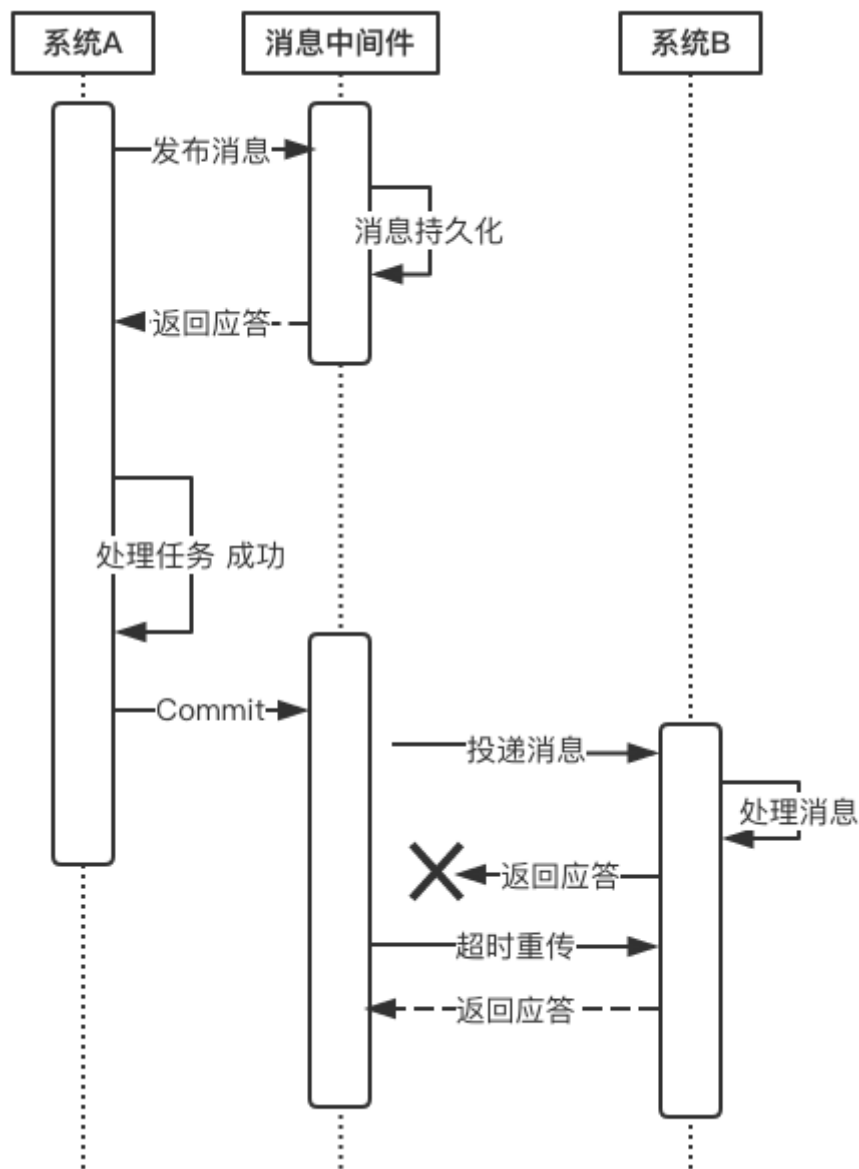 系统A
消息中间件
系统B
发布消息
消息持久化
返回应答
处理任务 成功
Commit
投递消息
处理消息
返回应答
超时重传
返回应答